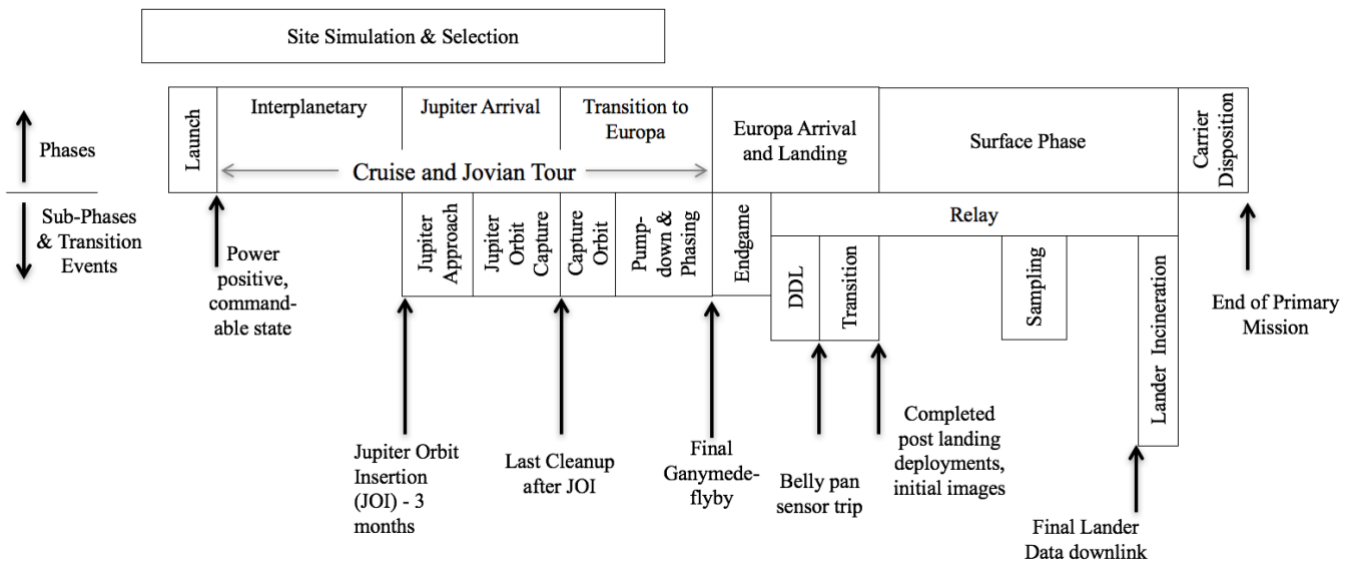 Site Simulation & Selection
Phases
Sub-Phases
& Transition
Events
Launch
Interplanetary
Jupiter Arrival
Transition to
Europa
Cruise and Jovian Tour
Europa Arrival
and Landing
Surface Phase
Carrier
Disposition
Jupiter
Approach
Jupiter
Orbit
Capture
Capture
Orbit
Pump-
down &
Phasing
Endgame
Relay
DDL
Transition
Sampling
Lander Incineration
Power
positive,
command-
able state
Jupiter Orbit
Insertion
(JOI) - 3
months
Last Cleanup
after JOI
Final
Ganymede-
flyby
Belly pan
sensor trip
Completed
post landing
deployments,
initial images
Final Lander
Data downlink
End of Primary
Mission